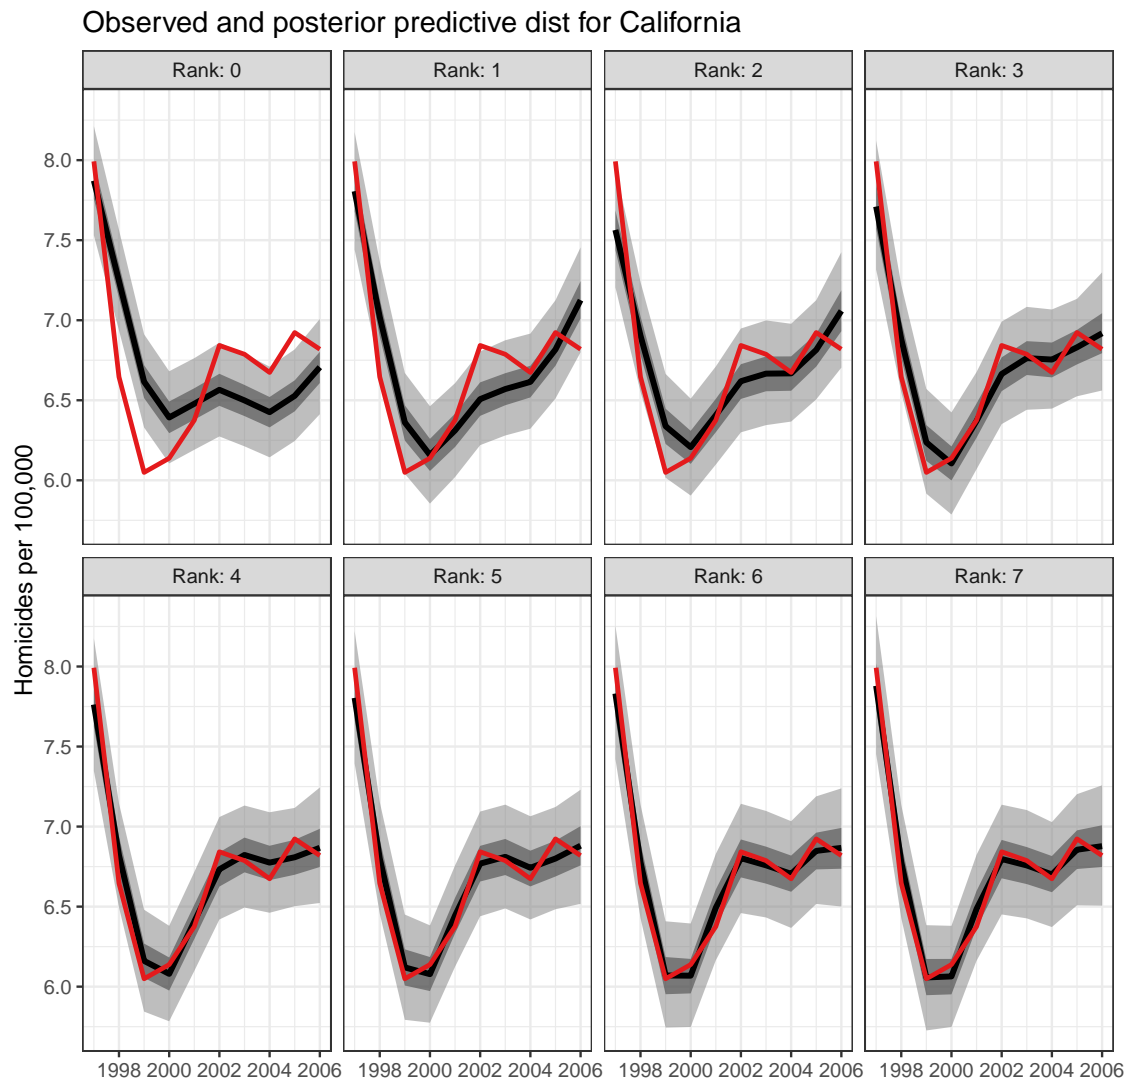 Observed and posterior predictive dist for California
Rank: 0
Rank: 1
Rank: 2
Rank: 3
8.0
7.5
7.0
6.5
6.0
Homicides per 100,000
Rank: 4
Rank: 5
Rank: 6
Rank: 7
8.0
7.5
7.0
6.5
6.0
1998 2000 2002 2004 2006
1998 2000 2002 2004 2006
1998 2000 2002 2004 2006
1998 2000 2002 2004 2006